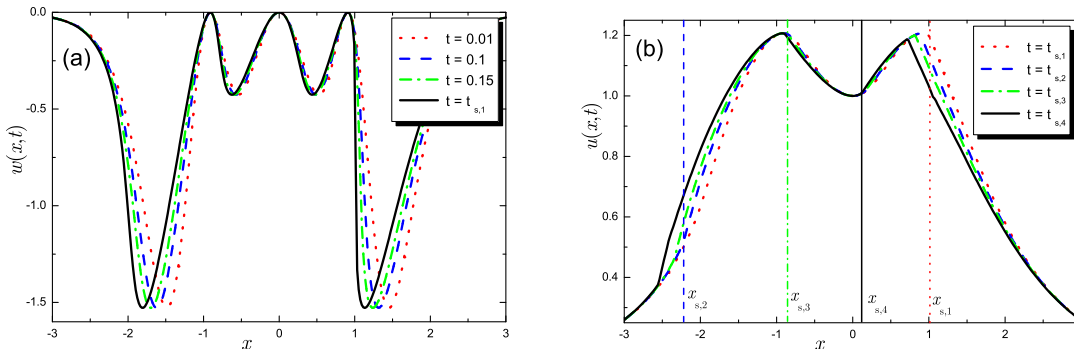 (a)
w(x,t)
0.0
-0.5
-1.0
-1.5
-3 -2 -1 0 1 2 3
x
t = 0.01
t = 0.1
t = 0.15
t = t s,1
(b)
u(x,t)
1.2
1.0
0.8
0.6
0.4
-3 -2 -1 0 1 2
x
t = t s,1
t = t s,2
t = t s,3
t = t s,4
x s,2
x s,3
x s,4
x s,1